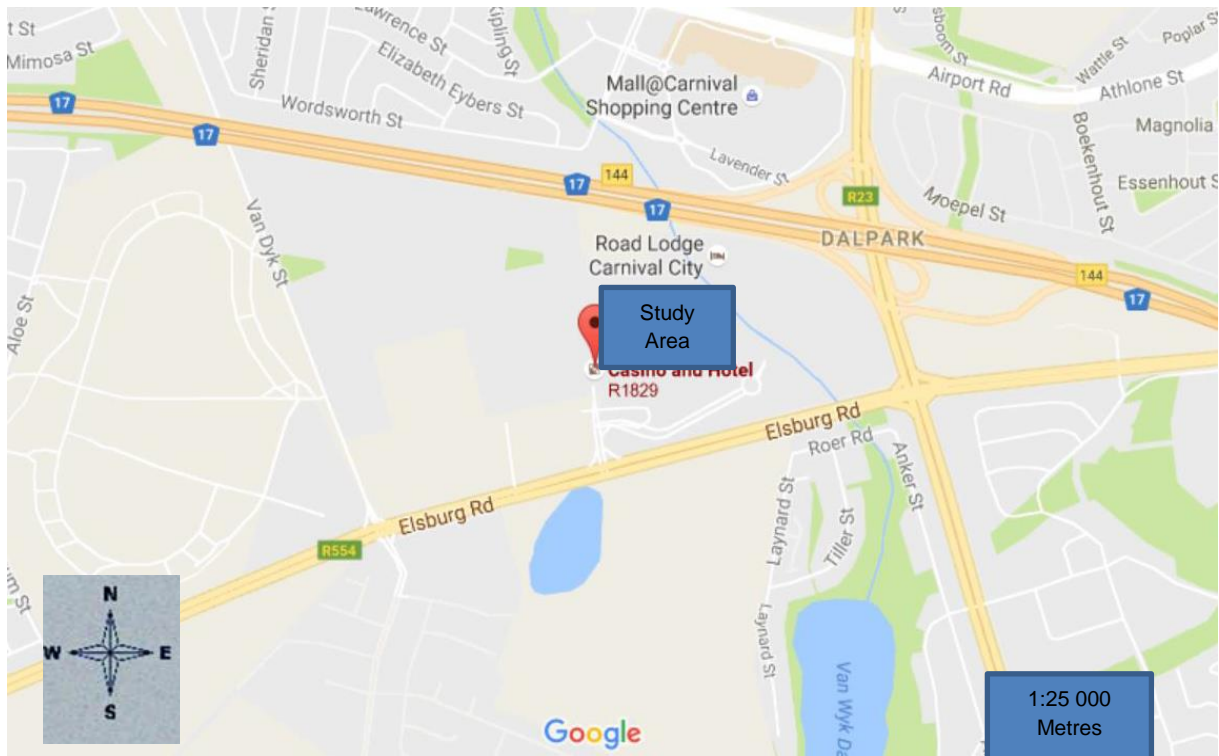 t St
Mimosa St
Sheridan
Lawrence St
Kipling St
Elizabeth Eybers St
Wordsworth St
Mall@Carnival
Shopping Centre
Airport Rd
Wattle St
Poplar St
Athlone St
Magnolia
Boekenhout St
Essenhout S
Lavender St
17
17
17
144
17
R23
Moepel St
DALPARK
144
17
Van Dyk St
Aloe St
Road Lodge
Carnival City
Study
Area
Casino and Hotel
R1829
Elsburg Rd
Roer Rd
Anker St
Elsburg Rd
R554
Laynard St
Tiller St
Laynard St
um St
N
W
E
S
Van Wyk Da
1:25 000
Metres
Google